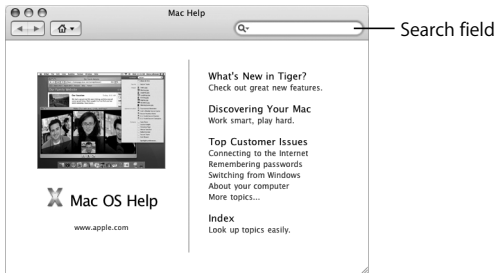 Mac Help
Search field
What's New in Tiger?
Check out great new features.
Discovering Your Mac
Work smart, play hard.
Top Customer Issues
Connecting to the Internet
Remembering passwords
Switching from Windows
About your computer
More topics...
Index
Look up topics easily.
Mac OS Help
www.apple.com